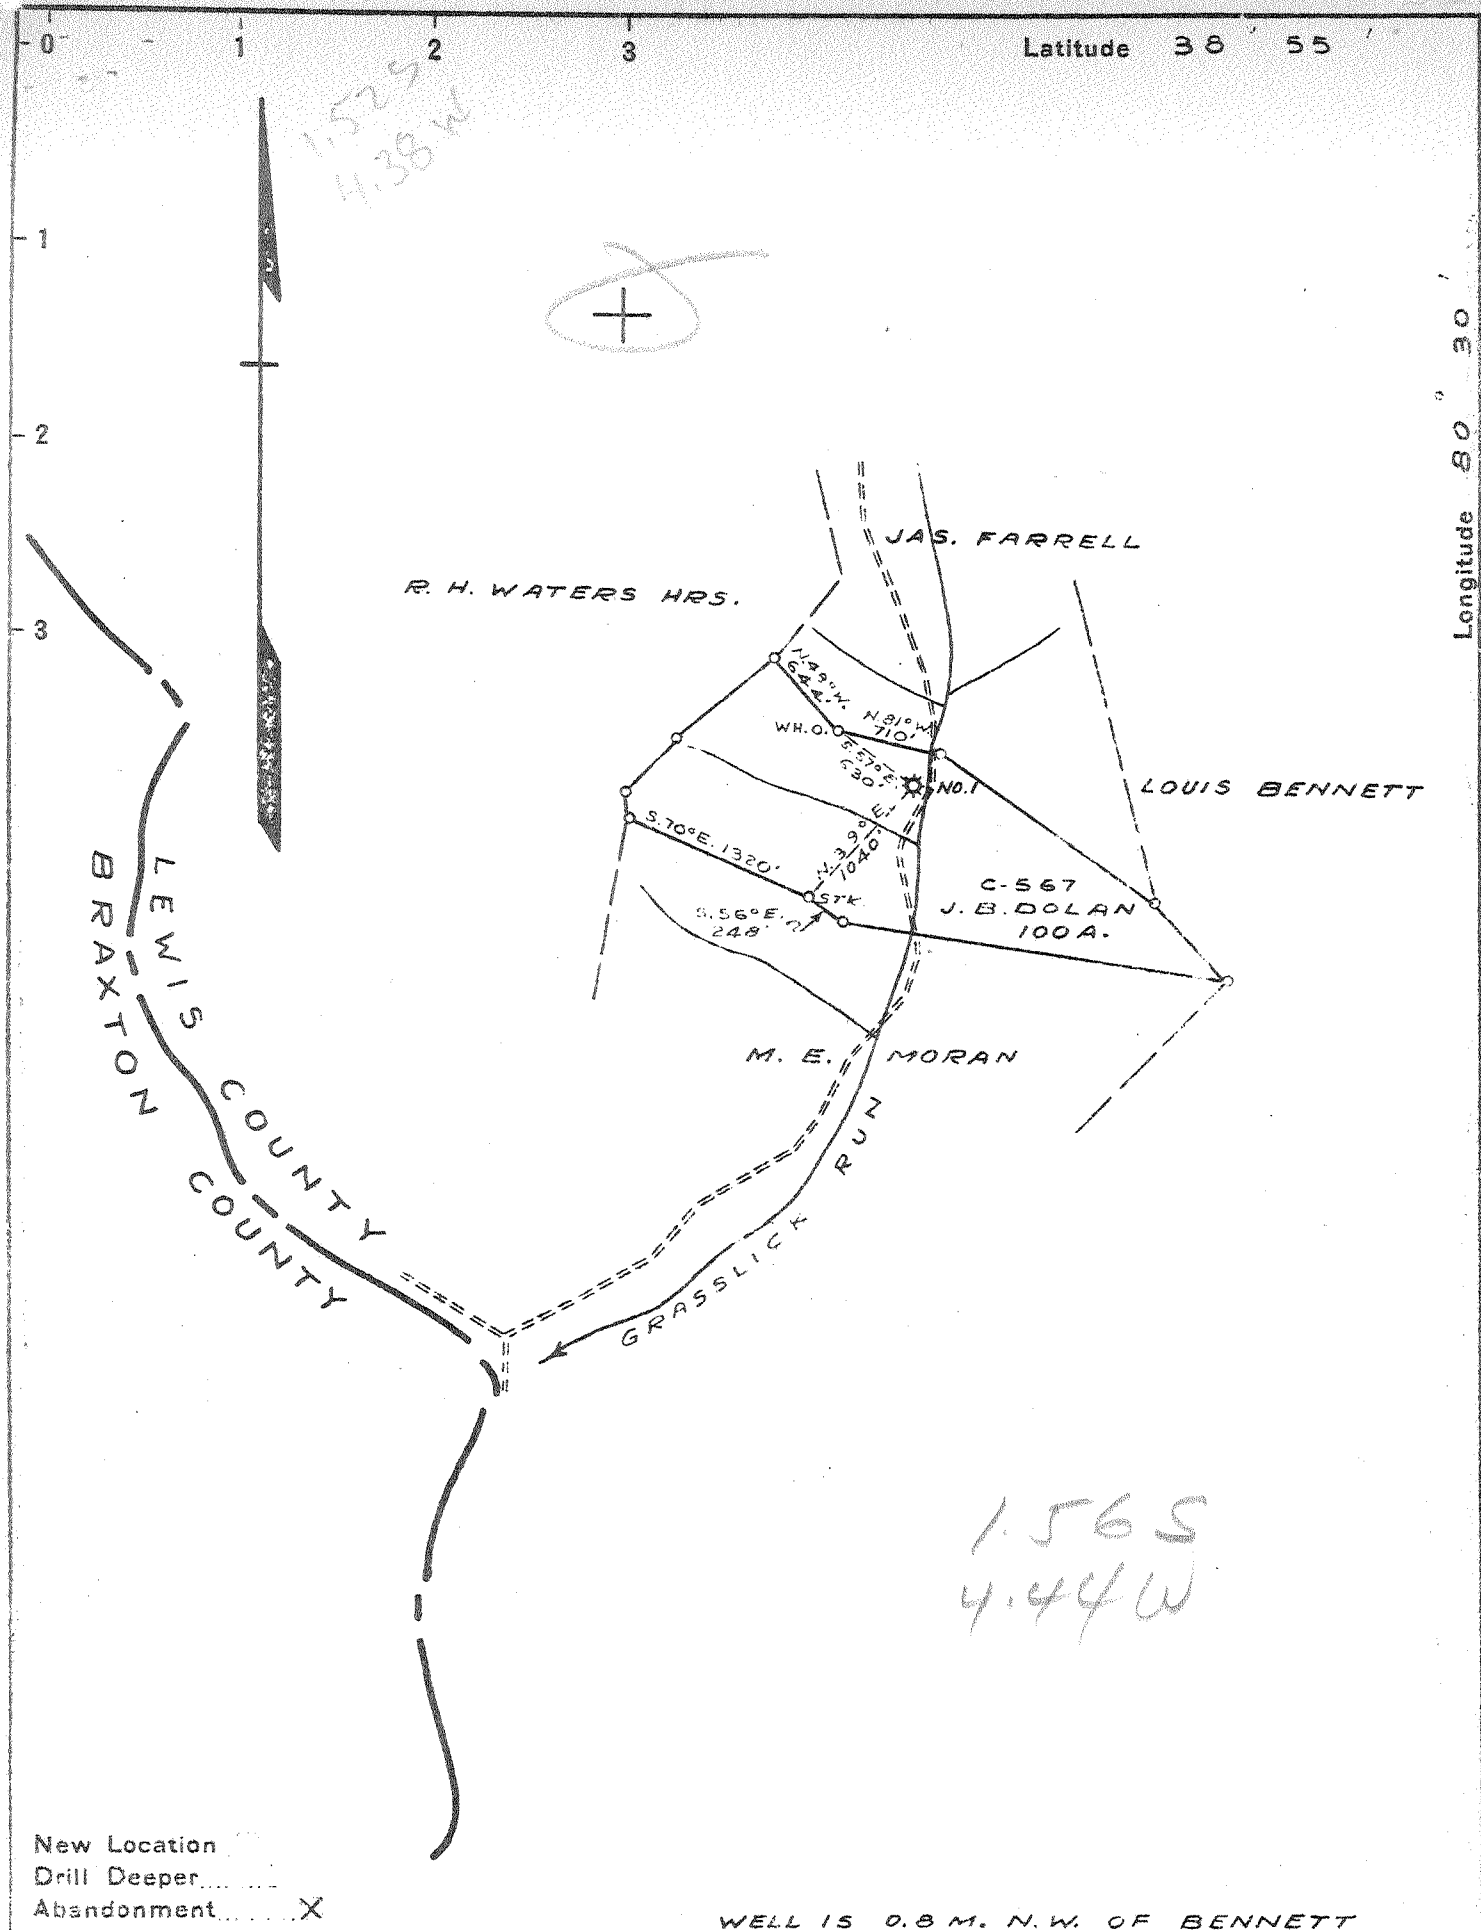 0 1 2 3 Latitude 38° 55'
1.52 S
4.38 W
1
2
3
Longitude 80° 30'
JAS. FARRELL
R. H. WATERS HRS.
N.49°W.
644'
WH.O.
N.81°W.
710'
S.57°E.
630'
NO.1
LOUIS BENNETT
S.70°E. 1320'
N.39°E.
1040'
STK.
S.56°E.
248'
C-567
J. B. DOLAN
100 A.
LEWIS COUNTY
BRAXTON COUNTY
M. E. MORAN
GRASSLICK RUN
1.56 S
4.44 W
New Location
Drill Deeper
Abandonment X
WELL IS 0.8 M. N.W. OF BENNETT